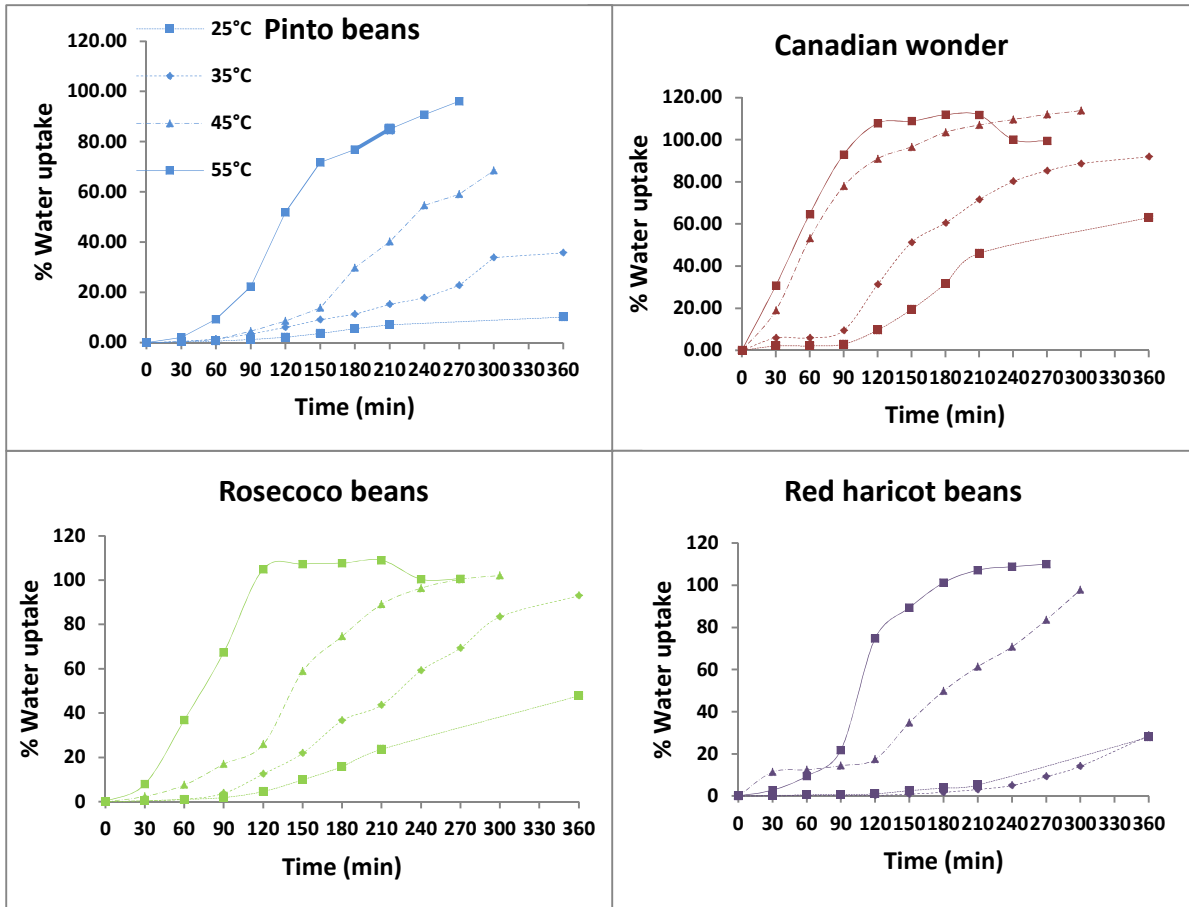 Pinto beans
25°C
35°C
45°C
55°C
120.00
100.00
80.00
60.00
40.00
20.00
0.00
% Water uptake
0 30 60 90 120 150 180 210 240 270 300 330 360
Time (min)
Canadian wonder
120.00
100.00
80.00
60.00
40.00
20.00
0.00
% Water uptake
0 30 60 90 120 150 180 210 240 270 300 330 360
Time (min)
Rosecoco beans
120
100
80
60
40
20
0
% Water uptake
0 30 60 90 120 150 180 210 240 270 300 330 360
Time (min)
Red haricot beans
120
100
80
60
40
20
0
% Water uptake
0 30 60 90 120 150 180 210 240 270 300 330 360
Time (min)